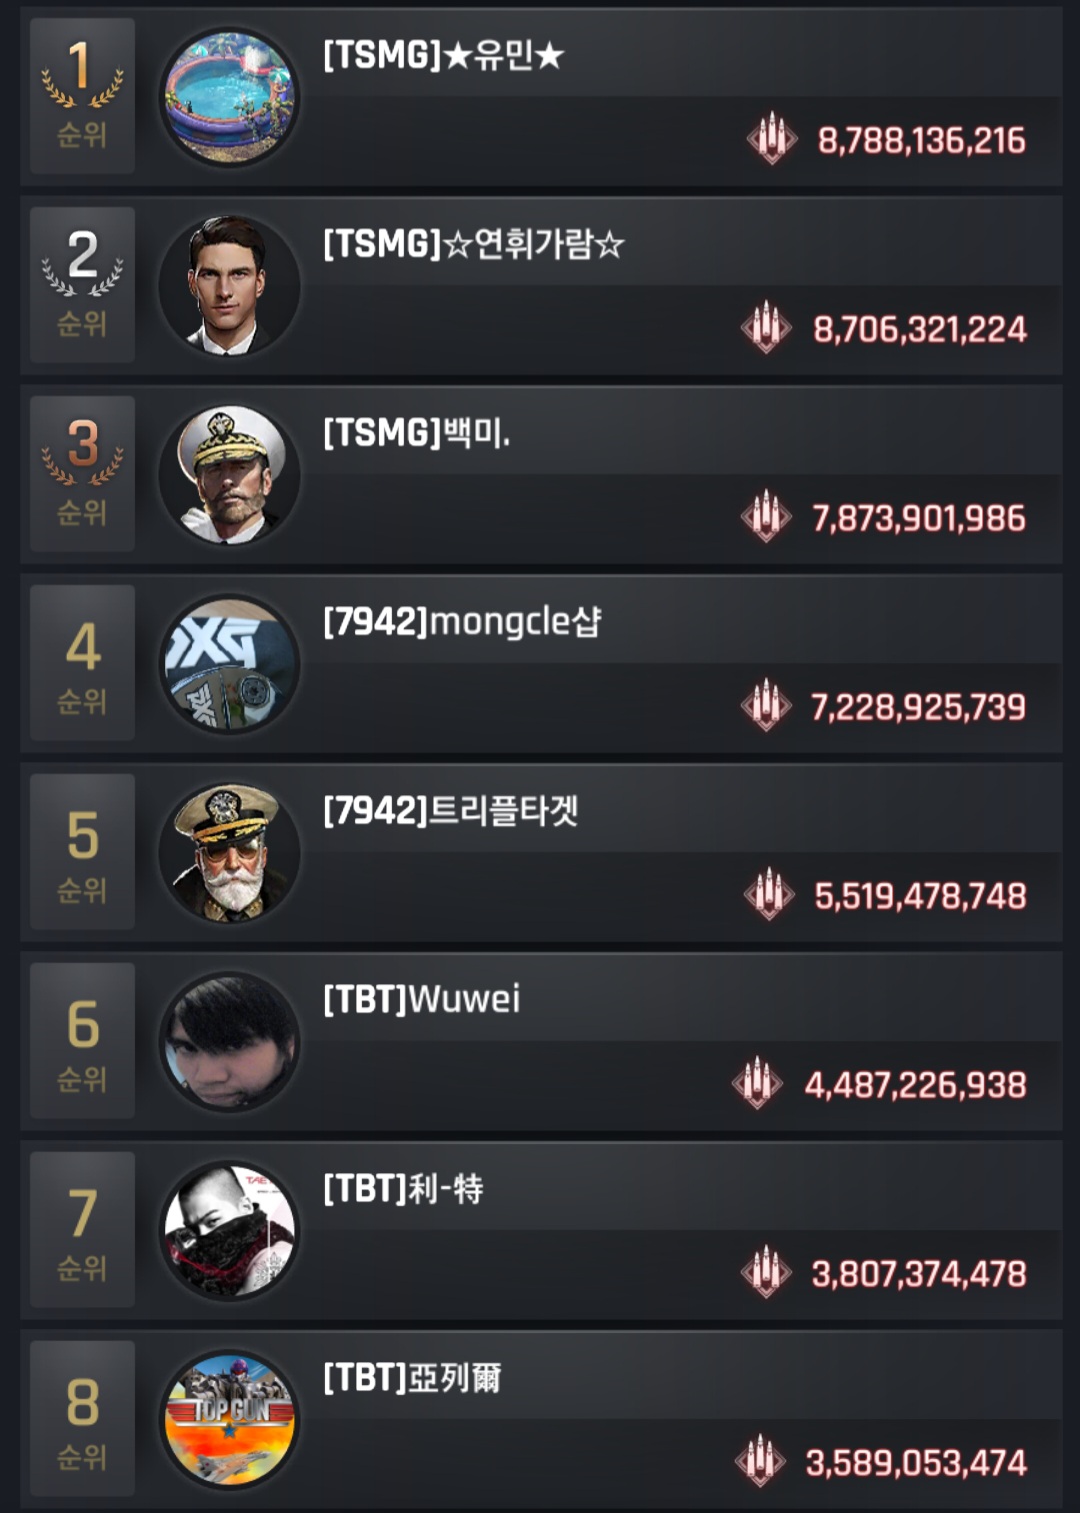 1
순위
[TSMG]★유민★
8,788,136,216
2
순위
[TSMG]☆연휘가람☆
8,706,321,224
3
순위
[TSMG]백미.
7,873,901,986
4
순위
PXG
PXG
[7942]mongcle샵
7,228,925,739
5
순위
[7942]트리플타겟
5,519,478,748
6
순위
[TBT]Wuwei
4,487,226,938
7
순위
[TBT]利-特
3,807,374,478
8
순위
TOP GUN
[TBT]亞列爾
3,589,053,474